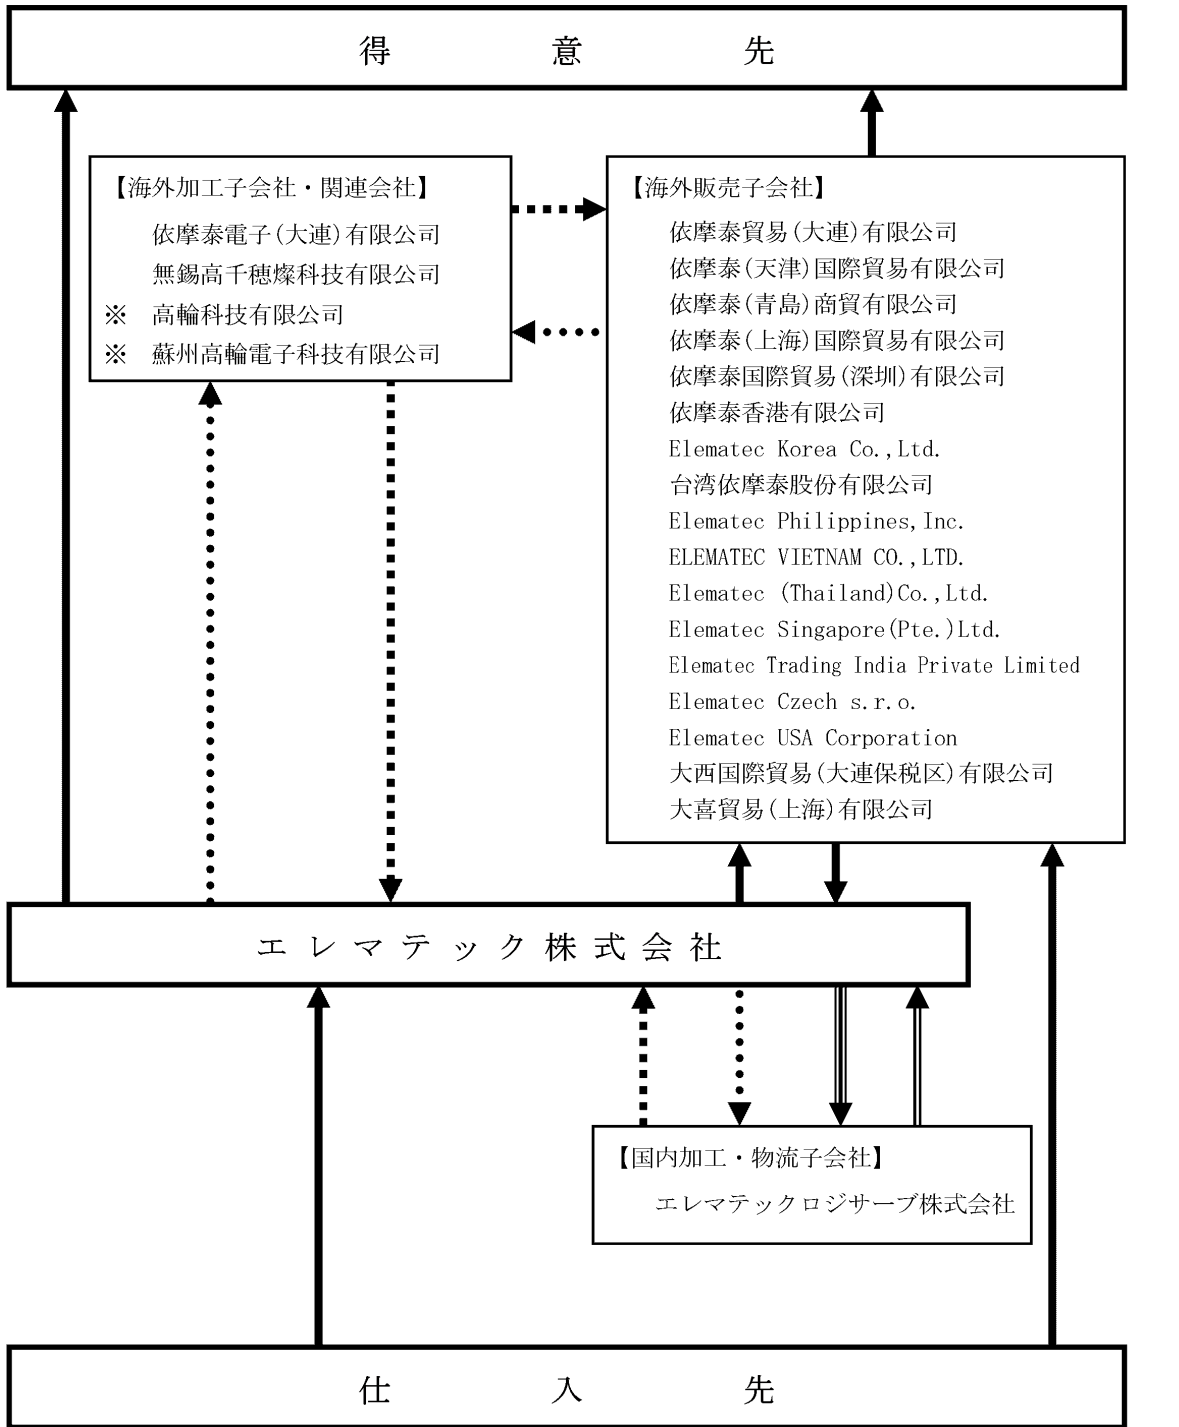 得意先
【海外加工子会社・関連会社】
依摩泰電子(大連)有限公司
無錫高千穂燦科技有限公司
※ 高輪科技有限公司
※ 蘇州高輪電子科技有限公司
【海外販売子会社】
依摩泰貿易(大連)有限公司
依摩泰(天津)国際貿易有限公司
依摩泰(青島)商貿有限公司
依摩泰(上海)国際貿易有限公司
依摩泰国際貿易(深圳)有限公司
依摩泰香港有限公司
Elematec Korea Co.,Ltd.
台湾依摩泰股份有限公司
Elematec Philippines,Inc.
ELEMATEC VIETNAM CO.,LTD.
Elematec (Thailand)Co.,Ltd.
Elematec Singapore(Pte.)Ltd.
Elematec Trading India Private Limited
Elematec Czech s.r.o.
Elematec USA Corporation
大西国際貿易(大連保税区)有限公司
大喜貿易(上海)有限公司
エレマテック株式会社
【国内加工・物流子会社】
エレマテックロジサーブ株式会社
仕入先